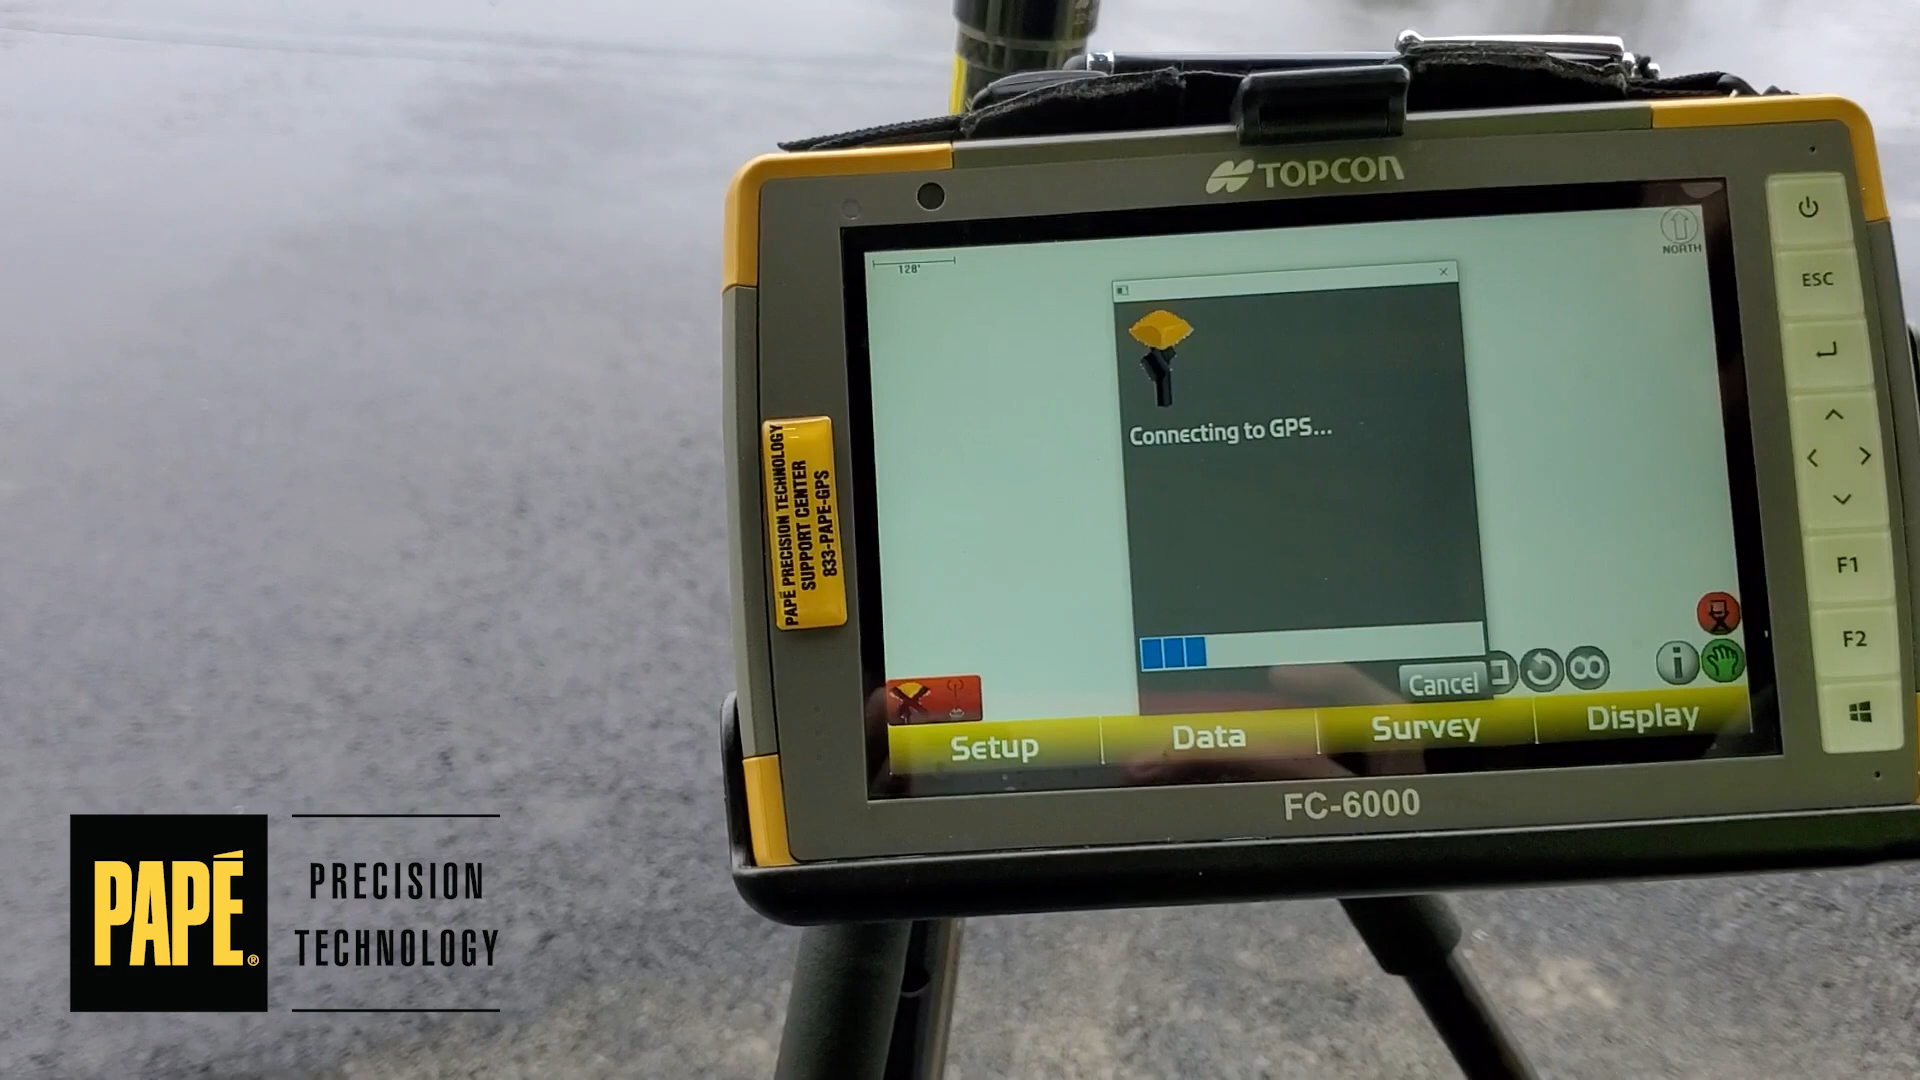 TOPCON
120'
NORTH
Connecting to GPS...
Cancel
Setup
Data
Survey
Display
FC-6000
ESC
F1
F2
PAPÉ PRECISION TECHNOLOGY
SUPPORT CENTER
833-PAPE-GPS
PAPÉ®
PRECISION
TECHNOLOGY